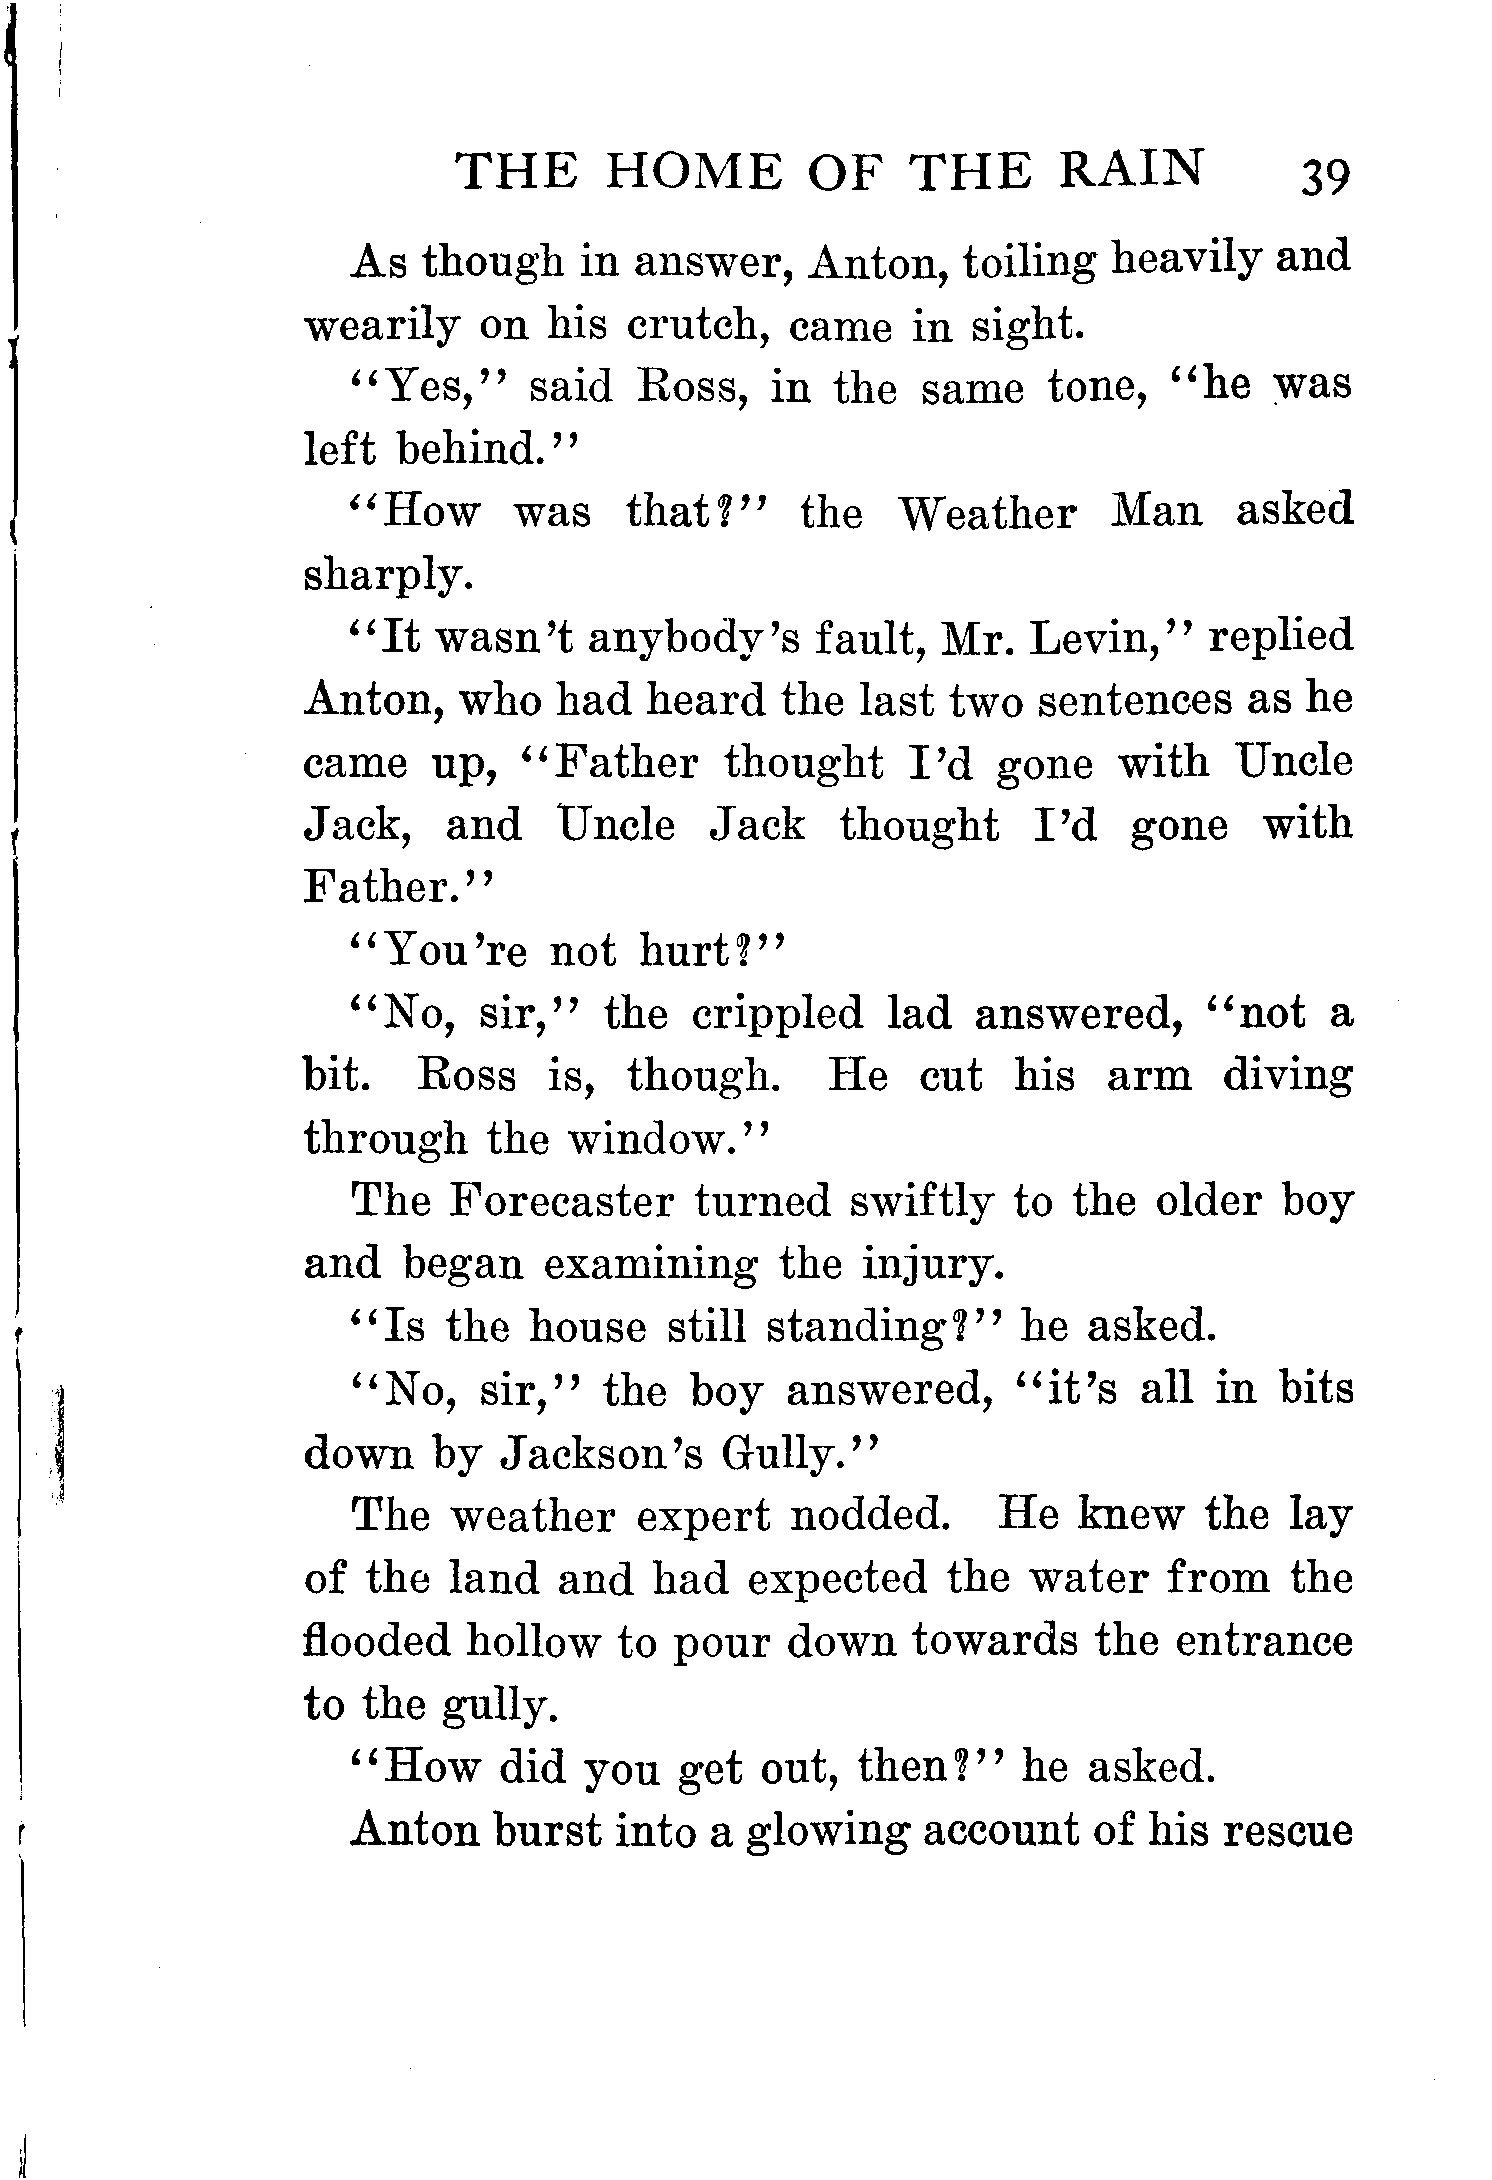 THE HOME OF THE RAIN 39
As though in answer, Anton, toiling heavily and
wearily on his crutch, came in sight.
“Yes,” said Ross, in the same tone, “he was
left behind.”
“How was that?” the Weather Man asked
sharply.
“It wasn’t anybody’s fault, Mr. Levin,” replied
Anton, who had heard the last two sentences as he
came up, “Father thought I’d gone with Uncle
Jack, and Uncle Jack thought I’d gone with
Father.”
“You’re not hurt?”
“No, sir,” the crippled lad answered, “not a
bit. Ross is, though. He cut his arm diving
through the window.”
The Forecaster turned swiftly to the older boy
and began examining the injury.
“Is the house still standing?” he asked.
“No, sir,” the boy answered, “it’s all in bits
down by Jackson’s Gully.”
The weather expert nodded. He knew the lay
of the land and had expected the water from the
flooded hollow to pour down towards the entrance
to the gully.
“How did you get out, then?” he asked.
Anton burst into a glowing account of his rescue